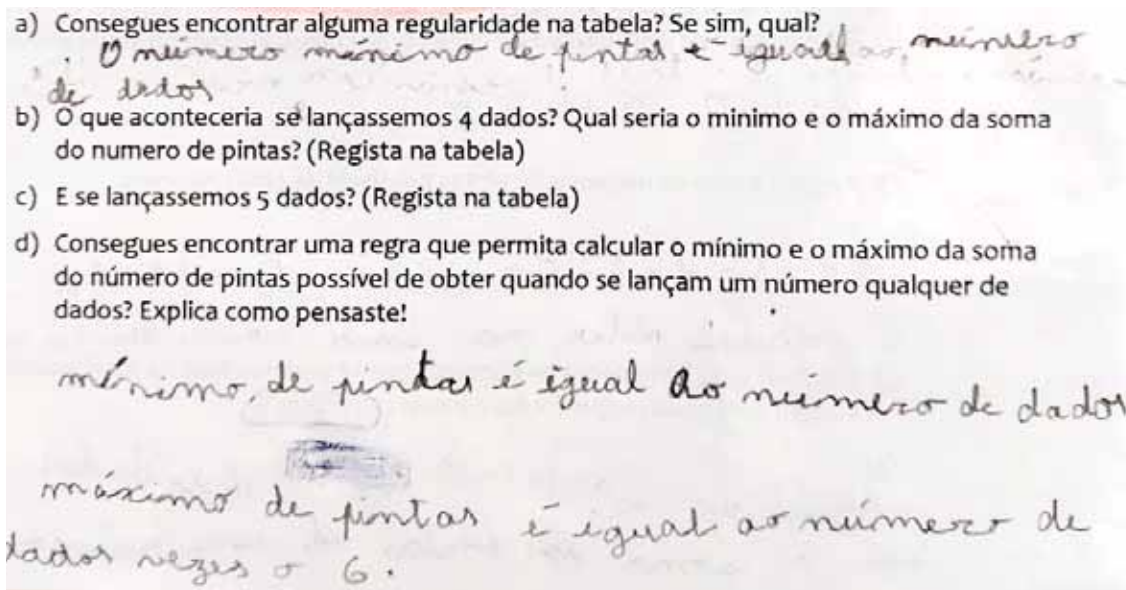 a) Consegues encontrar alguma regularidade na tabela? Se sim, qual?
. O número mínimo de pintas é igual ao número
de dados
b) O que aconteceria se lançassemos 4 dados? Qual seria o minimo e o máximo da soma
do numero de pintas? (Regista na tabela)
c) E se lançassemos 5 dados? (Regista na tabela)
d) Consegues encontrar uma regra que permita calcular o mínimo e o máximo da soma
do número de pintas possível de obter quando se lançam um número qualquer de
dados? Explica como pensaste!
mínimo, de pintas é igual ao número de dados
máximo de pintas é igual ao número de
dados vezes o 6.